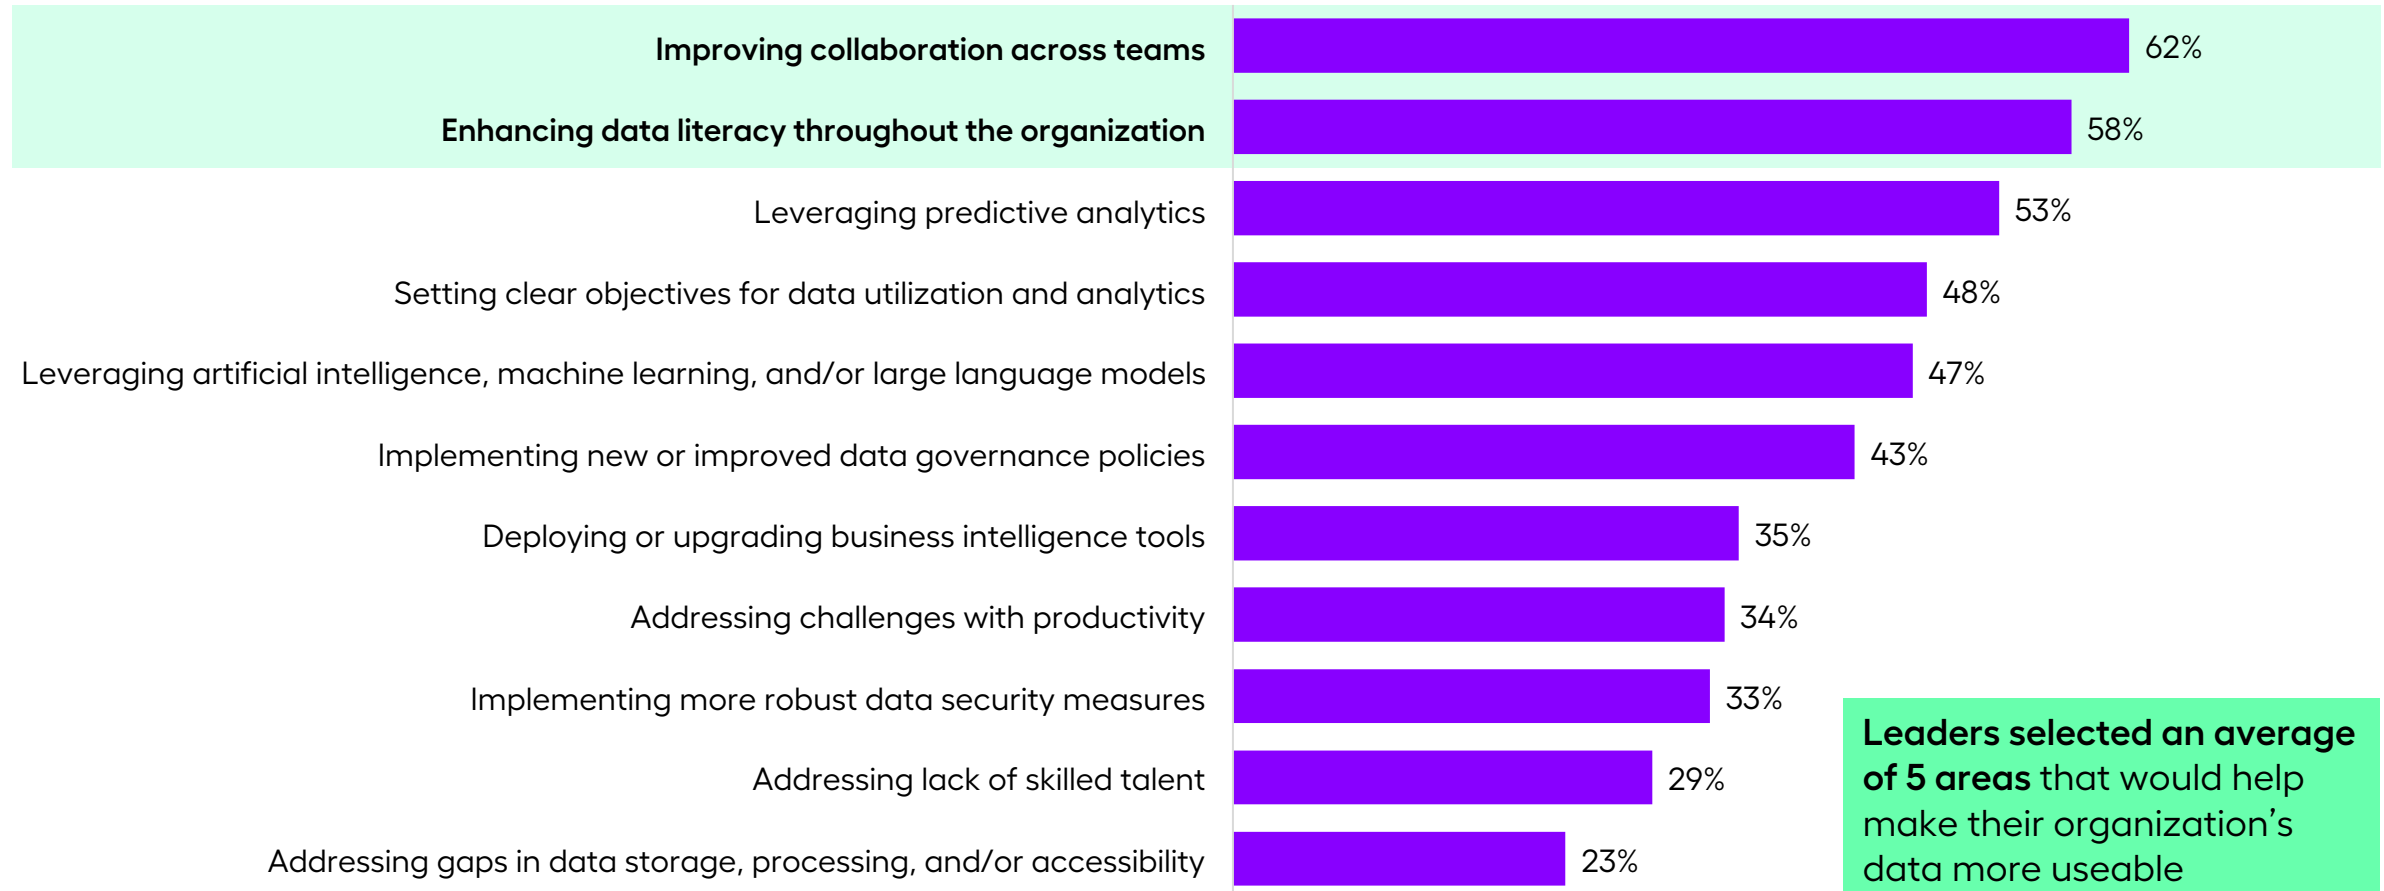 Improving collaboration across teams 62%
Enhancing data literacy throughout the organization 58%
Leveraging predictive analytics 53%
Setting clear objectives for data utilization and analytics 48%
Leveraging artificial intelligence, machine learning, and/or large language models 47%
Implementing new or improved data governance policies 43%
Deploying or upgrading business intelligence tools 35%
Addressing challenges with productivity 34%
Implementing more robust data security measures 33%
Addressing lack of skilled talent 29%
Addressing gaps in data storage, processing, and/or accessibility 23%
Leaders selected an average
of 5 areas that would help
make their organization’s
data more useable